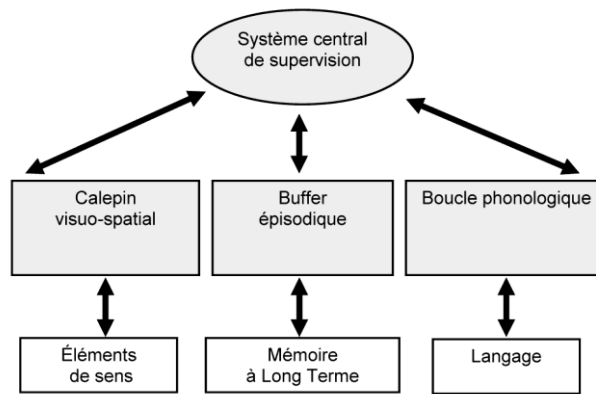 Système central
de supervision
Calepin
visuo-spatial
Buffer
épisodique
Boucle phonologique
Éléments
de sens
Mémoire
à Long Terme
Langage